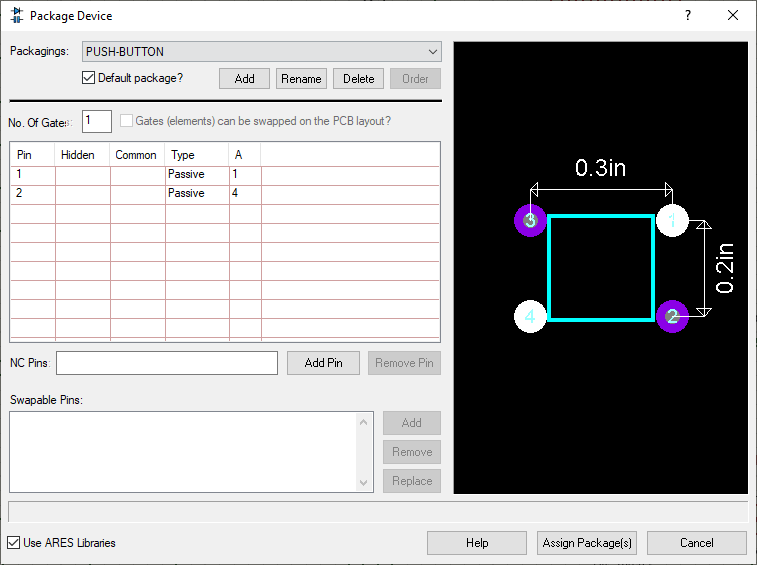 Package Device
Packagings: PUSH-BUTTON
Default package? Add Rename Delete Order
No. Of Gates: 1 Gates (elements) can be swapped on the PCB layout?
Pin Hidden Common Type A
1 Passive 1
2 Passive 4
NC Pins: Add Pin Remove Pin
Swapable Pins:
Add
Remove
Replace
Use ARES Libraries Help Assign Package(s) Cancel
0.3in
3 1
0.2in
4 2